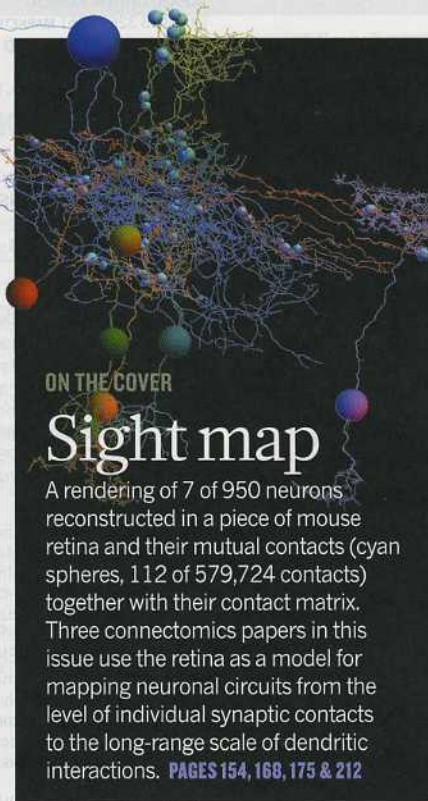 ON THE COVER
Sight map
A rendering of 7 of 950 neurons
reconstructed in a piece of mouse
retina and their mutual contacts (cyan
spheres, 112 of 579,724 contacts)
together with their contact matrix.
Three connectomics papers in this
issue use the retina as a model for
mapping neuronal circuits from the
level of individual synaptic contacts
to the long-range scale of dendritic
interactions. PAGES 154, 168, 175 & 212